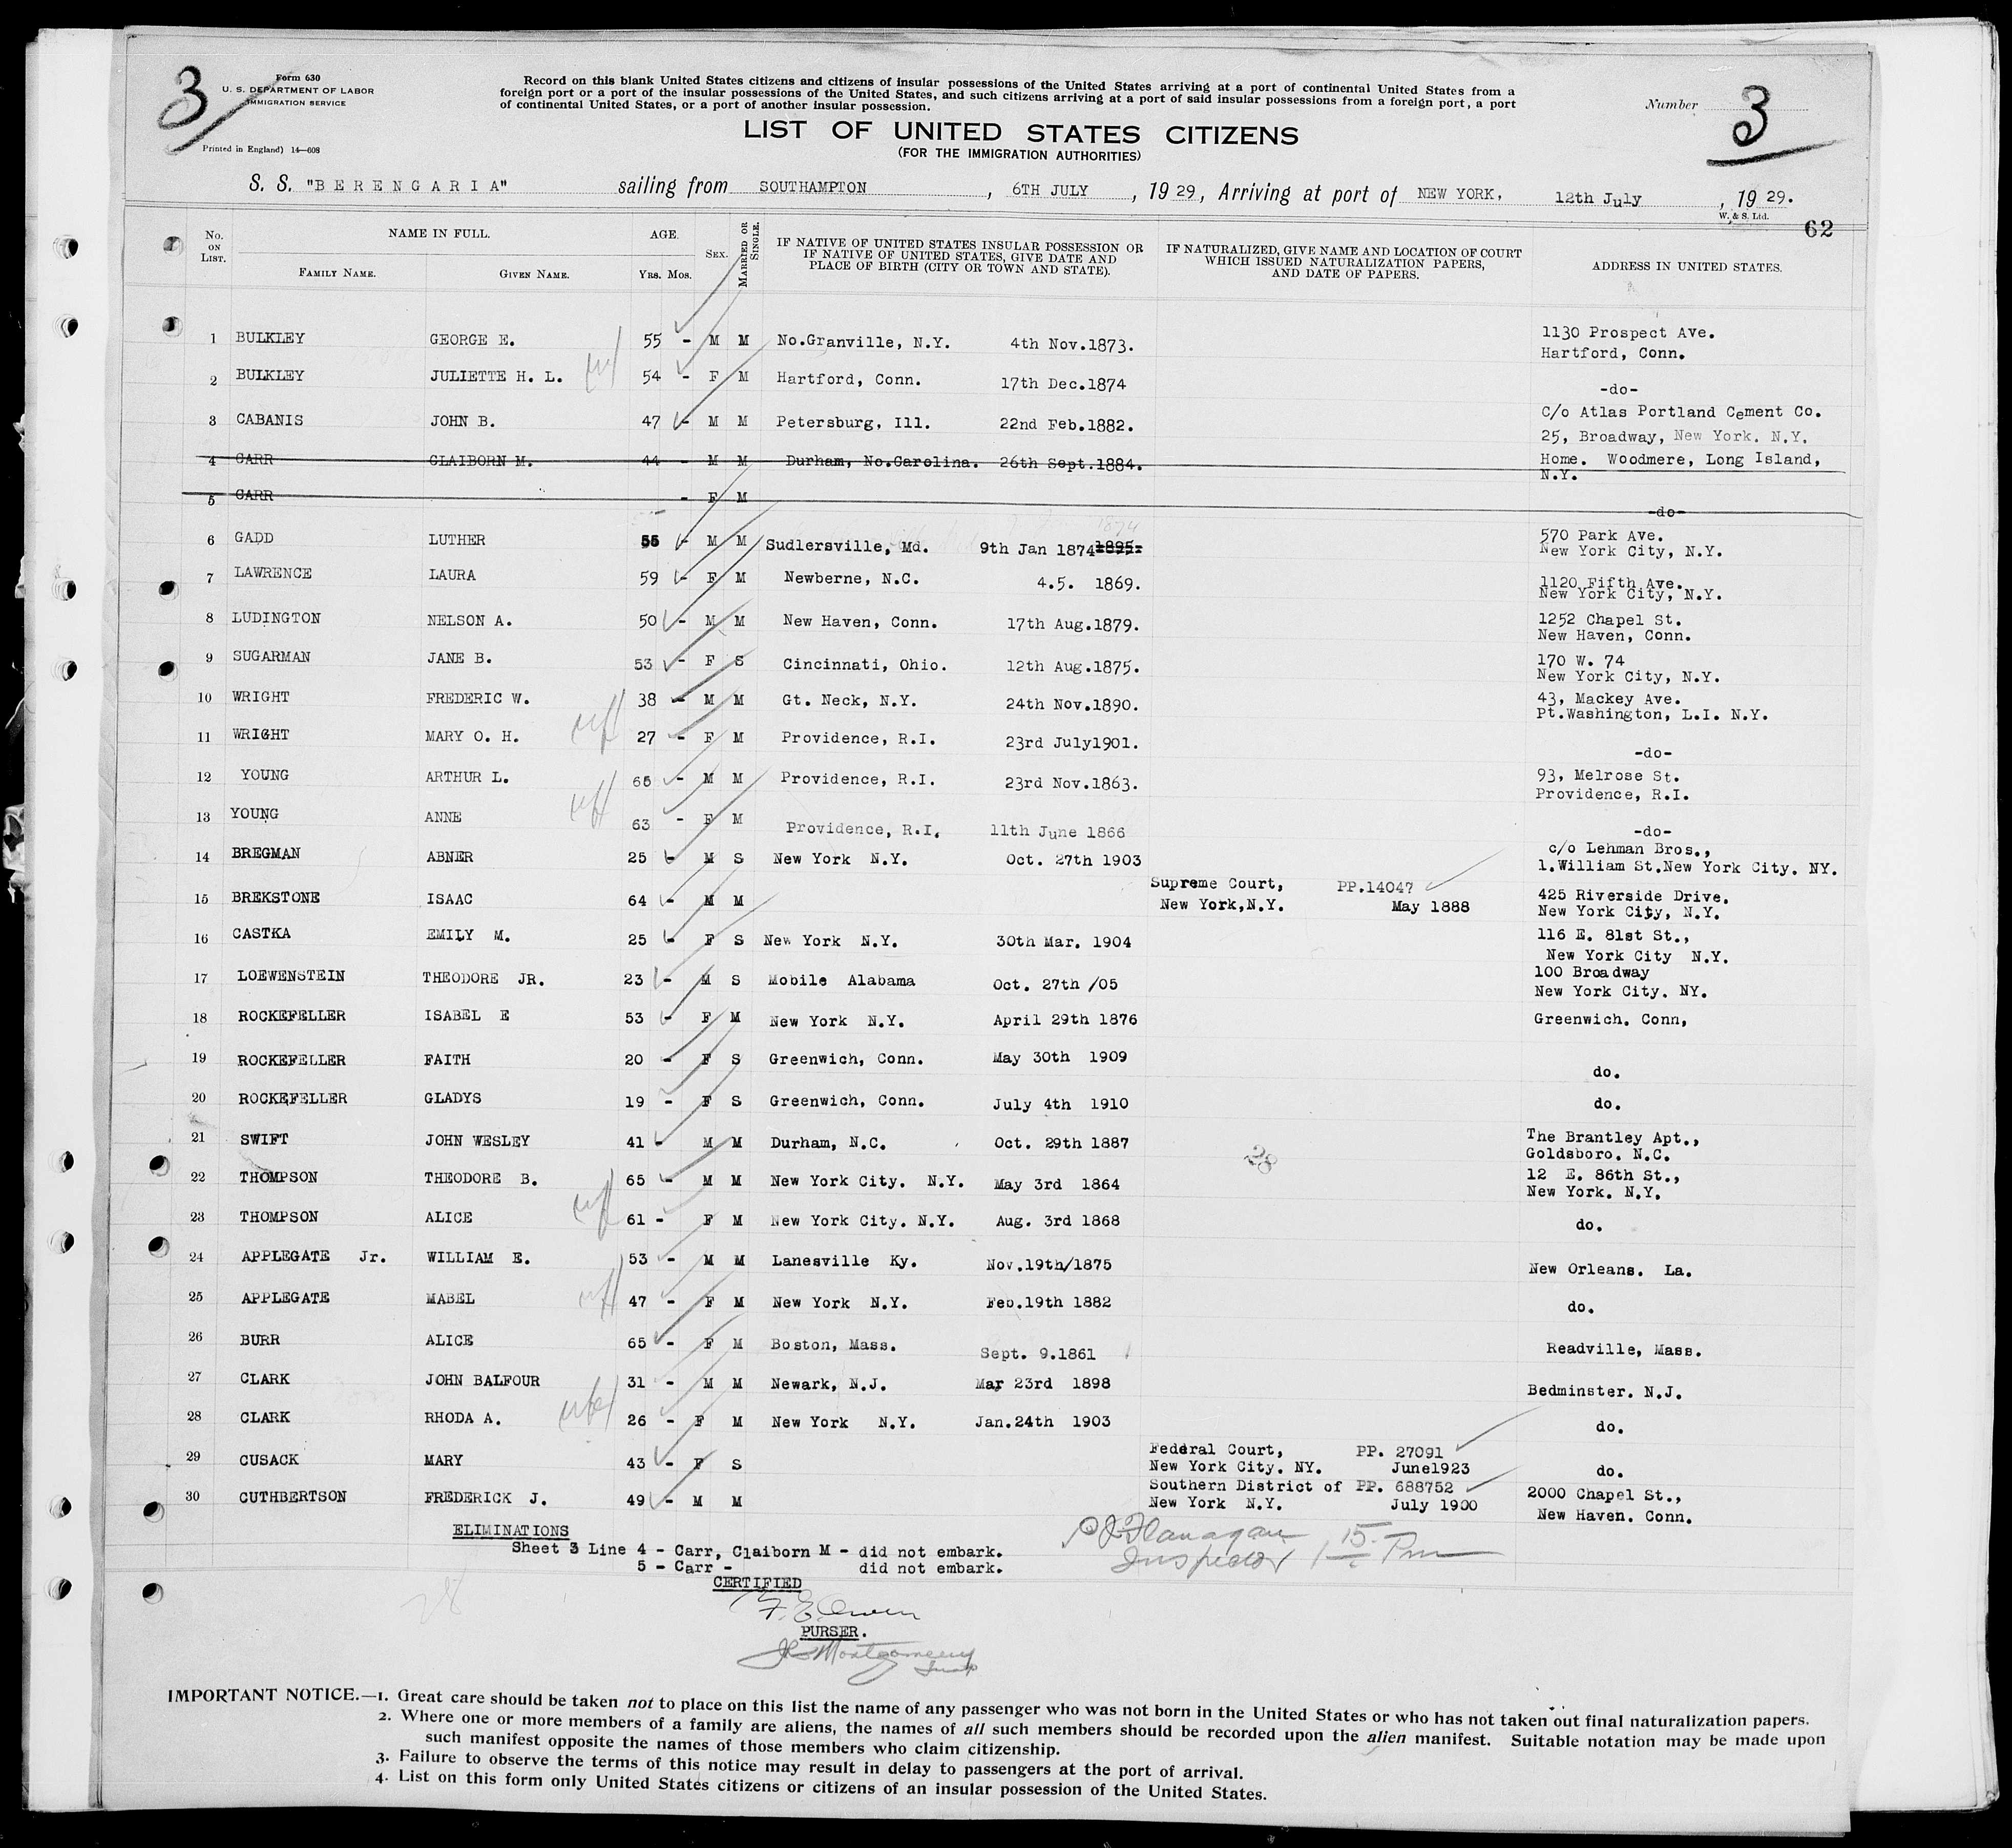 3
Form 630
U. S. DEPARTMENT OF LABOR
IMMIGRATION SERVICE
Printed in England) 14—608
Record on this blank United States citizens and citizens of insular possessions of the United States arriving at a port of continental United States from a
foreign port or a port of the insular possessions of the United States, and such citizens arriving at a port of said insular possessions from a foreign port, a port
of continental United States, or a port of another insular possession.
Number 3
LIST OF UNITED STATES CITIZENS
(FOR THE IMMIGRATION AUTHORITIES)
S. S. "BERENGARIA" sailing from SOUTHAMPTON, 6TH JULY, 1929, Arriving at port of NEW YORK, 12th July, 1929.
W. & S. Ltd.
62
No. ON LIST. NAME IN FULL. FAMILY NAME. GIVEN NAME. AGE. YRS. MOS. SEX. MARRIED OR SINGLE. IF NATIVE OF UNITED STATES INSULAR POSSESSION OR IF NATIVE OF UNITED STATES, GIVE DATE AND PLACE OF BIRTH (CITY OR TOWN AND STATE). IF NATURALIZED, GIVE NAME AND LOCATION OF COURT WHICH ISSUED NATURALIZATION PAPERS, AND DATE OF PAPERS. ADDRESS IN UNITED STATES.
1 BULKLEY GEORGE E. 55 - M M No.Granville, N.Y. 4th Nov.1873. 1130 Prospect Ave.
Hartford, Conn.
2 BULKLEY JULIETTE H. L. 54 - F M Hartford, Conn. 17th Dec.1874 -do-
3 CABANIS JOHN B. 47 - M M Petersburg, Ill. 22nd Feb.1882. C/o Atlas Portland Cement Co.
25, Broadway, New York. N.Y.
4 CARR CLAIBORN M. 44 - M M Durham, No.Carolina. 26th Sept.1884. Home. Woodmere, Long Island,
N.Y.
5 CARR - F M -do-
1874
6 GADD LUTHER 55 - M M Sudlersville, Md. 9th Jan 1874 1895. 570 Park Ave.
New York City, N.Y.
7 LAWRENCE LAURA 59 - F M Newberne, N.C. 4.5. 1869. 1120 Fifth Ave.
New York City, N.Y.
8 LUDINGTON NELSON A. 50 - M M New Haven, Conn. 17th Aug.1879. 1252 Chapel St.
New Haven, Conn.
9 SUGARMAN JANE B. 53 - F S Cincinnati, Ohio. 12th Aug.1875. 170 W. 74
New York City, N.Y.
10 WRIGHT FREDERIC W. 38 - M M Gt. Neck, N.Y. 24th Nov.1890. 43, Mackey Ave.
Pt.Washington, L.I. N.Y.
11 WRIGHT MARY O. H. 27 - F M Providence, R.I. 23rd July1901. -do-
12 YOUNG ARTHUR L. 65 - M M Providence, R.I. 23rd Nov.1863. 93, Melrose St.
Providence, R.I.
13 YOUNG ANNE 63 - F M Providence, R.I. 11th June 1866 -do-
14 BREGMAN ABNER 25 - M S New York N.Y. Oct. 27th 1903 c/o Lehman Bros.,
1.William St.New York City. NY.
15 BREKSTONE ISAAC 64 - M M Supreme Court, PP.14047 425 Riverside Drive.
New York,N.Y. May 1888 New York City, N.Y.
16 CASTKA EMILY M. 25 - F S New York N.Y. 30th Mar. 1904 116 E. 81st St.,
New York City N.Y.
17 LOEWENSTEIN THEODORE JR. 23 - M S Mobile Alabama Oct. 27th /05 100 Broadway
New York City. NY.
18 ROCKEFELLER ISABEL E 53 - F M New York N.Y. April 29th 1876 Greenwich. Conn,
19 ROCKEFELLER FAITH 20 - F S Greenwich, Conn. May 30th 1909 do.
20 ROCKEFELLER GLADYS 19 - F S Greenwich, Conn. July 4th 1910 do.
21 SWIFT JOHN WESLEY 41 - M M Durham, N.C. Oct. 29th 1887 The Brantley Apt.,
Goldsboro. N.C.
22 THOMPSON THEODORE B. 65 - M M New York City. N.Y. May 3rd 1864 12 E. 86th St.,
New York. N.Y.
28
23 THOMPSON ALICE 61 - F M New York City. N.Y. Aug. 3rd 1868 do.
24 APPLEGATE Jr. WILLIAM E. 53 - M M Lanesville Ky. Nov.19th/1875 New Orleans. La.
25 APPLEGATE MABEL 47 - F M New York N.Y. Feb.19th 1882 do.
26 BURR ALICE 65 - F M Boston, Mass. Sept. 9.1861 Readville, Mass.
27 CLARK JOHN BALFOUR 31 - M M Newark, N.J. Mar 23rd 1898 Bedminster. N.J.
28 CLARK RHODA A. 26 - F M New York N.Y. Jan.24th 1903 do.
29 CUSACK MARY 43 - F S Federal Court, PP. 27091 do.
New York City. NY. June1923
30 CUTHBERTSON FREDERICK J. 49 - M M Southern District of PP. 688752 2000 Chapel St.,
New York N.Y. July 1900 New Haven. Conn.
ELIMINATIONS
Sheet 3 Line 4 - Carr, Claiborn M - did not embark.
5 - Carr - did not embark.
Flanagan
Inspector 1 15 Pm
CERTIFIED
F. E. Owen
PURSER.
Montgomery
Insp
28
IMPORTANT NOTICE.—1. Great care should be taken not to place on this list the name of any passenger who was not born in the United States or who has not taken out final naturalization papers.
2. Where one or more members of a family are aliens, the names of all such members should be recorded upon the alien manifest. Suitable notation may be made upon
such manifest opposite the names of those members who claim citizenship.
3. Failure to observe the terms of this notice may result in delay to passengers at the port of arrival.
4. List on this form only United States citizens or citizens of an insular possession of the United States.